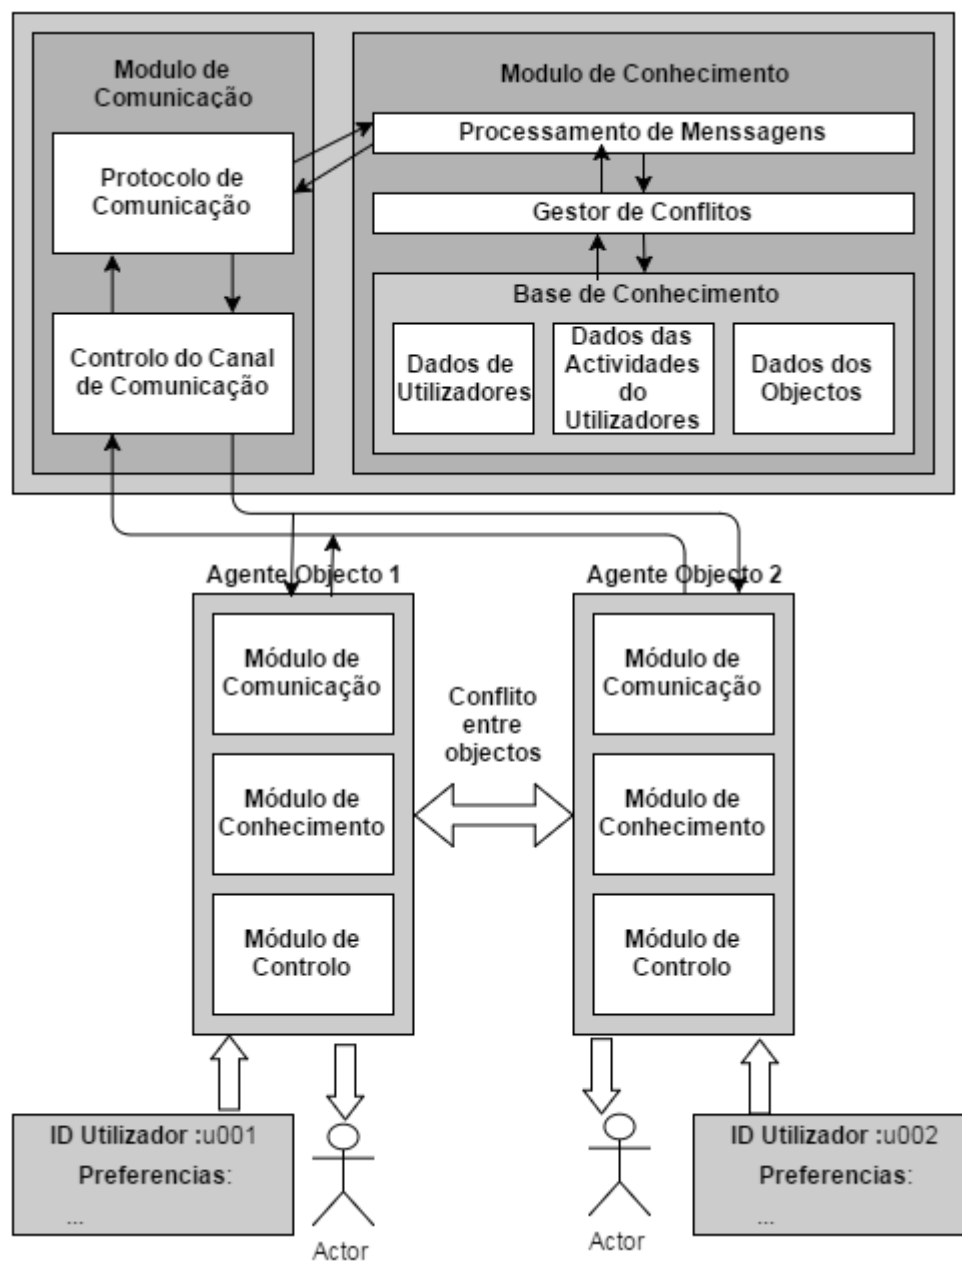 Modulo de
Comunicação
Modulo de Conhecimento
Processamento de Menssagens
Protocolo de
Comunicação
Gestor de Conflitos
Base de Conhecimento
Controlo do Canal
de Comunicação
Dados de
Utilizadores
Dados das
Actividades
do
Utilizadores
Dados dos
Objectos
Agente Objecto 1
Agente Objecto 2
Módulo de
Comunicação
Módulo de
Conhecimento
Módulo de
Controlo
Conflito
entre
objectos
Módulo de
Comunicação
Módulo de
Conhecimento
Módulo de
Controlo
ID Utilizador :u001
Preferencias:
...
Actor
Actor
ID Utilizador :u002
Preferencias:
...